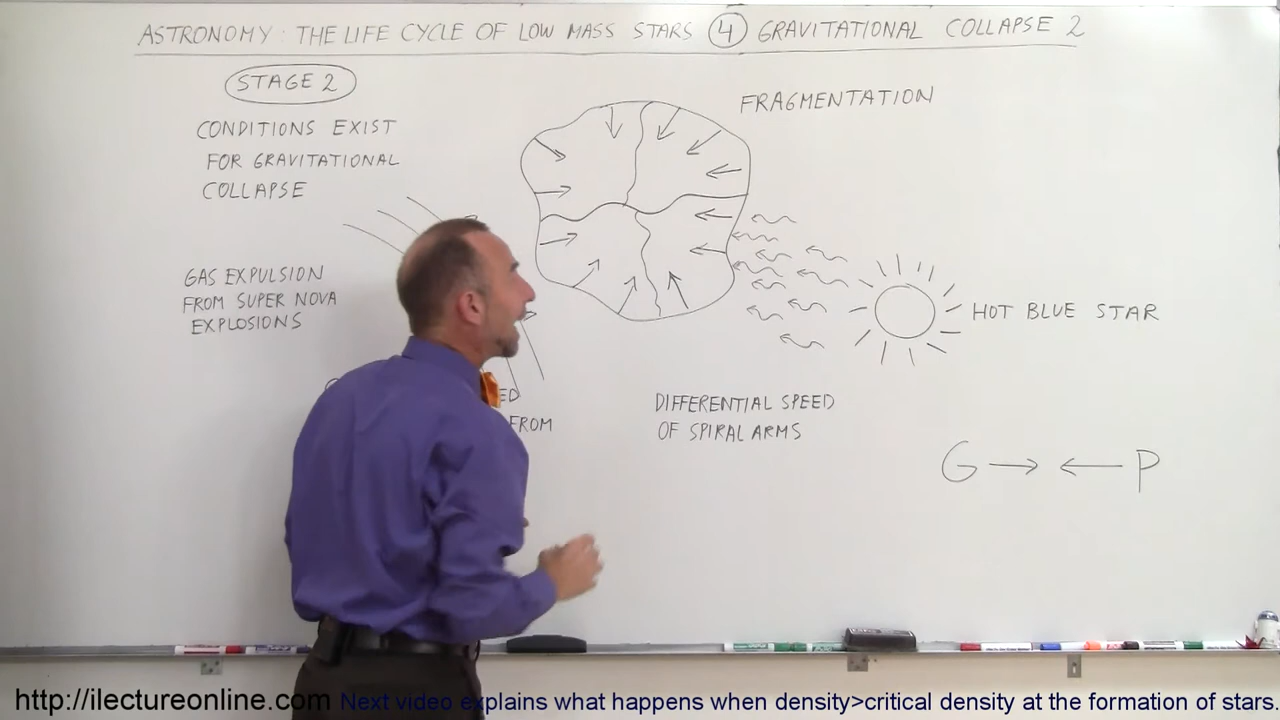 ASTRONOMY: THE LIFE CYCLE OF LOW MASS STARS 4 GRAVITATIONAL COLLAPSE 2
STAGE 2
CONDITIONS EXIST
FOR GRAVITATIONAL
COLLAPSE
FRAGMENTATION
GAS EXPULSION
FROM SUPER NOVA
EXPLOSIONS
HOT BLUE STAR
FROM
DIFFERENTIAL SPEED
OF SPIRAL ARMS
G P
http://ilectureonline.com Next video explains what happens when density>critical density at the formation of stars.